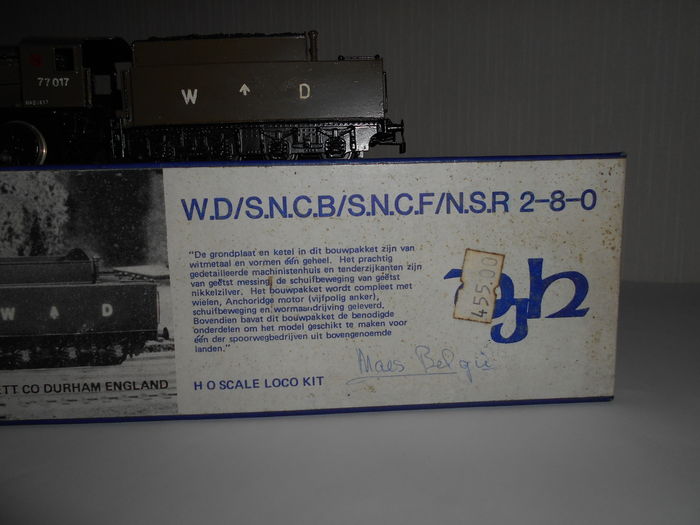 77017
W ↑ D
W.D/S.N.C.B/S.N.C.F/N.S.R 2-8-0
"De grondplaat en ketel in dit bouwpakket zijn van
witmetaal en vormen één geheel. Het prachtig
gedetailleerde machinistenhuis en tenderzijkanten zijn
van geëtst messing, de schuifbeweging van geëtst
nikkelzilver. Het bouwpakket wordt compleet met
wielen, Anchoridge motor (vijfpolig anker),
schuifbeweging en wormaandrijving geleverd.
Bovendien bavat dit bouwpakket de benodigde
onderdelen om het model geschikt te maken voor
één der spoorwegbedrijven uit bovengenoemde
landen."
455.00
djh
Maes België
W ↑ D
ETT CO DURHAM ENGLAND
HO SCALE LOCO KIT